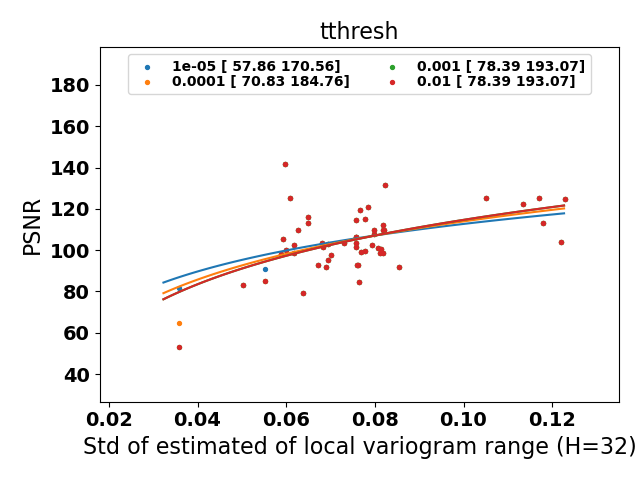 tthresh
1e-05 [ 57.86 170.56]
0.0001 [ 70.83 184.76]
0.001 [ 78.39 193.07]
0.01 [ 78.39 193.07]
PSNR
180
160
140
120
100
80
60
40
0.02 0.04 0.06 0.08 0.10 0.12
Std of estimated of local variogram range (H=32)